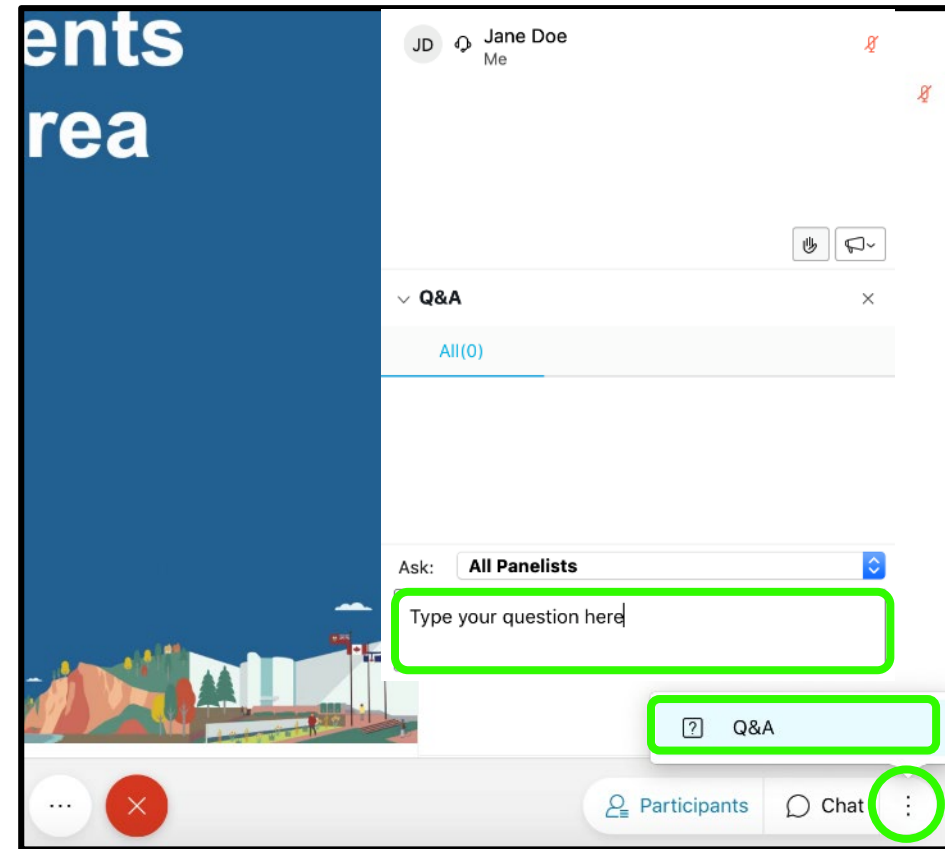 ents
rea
JD
Jane Doe
Me
Q&A
All(0)
Ask: All Panelists
Type your question here
? Q&A
Participants
Chat